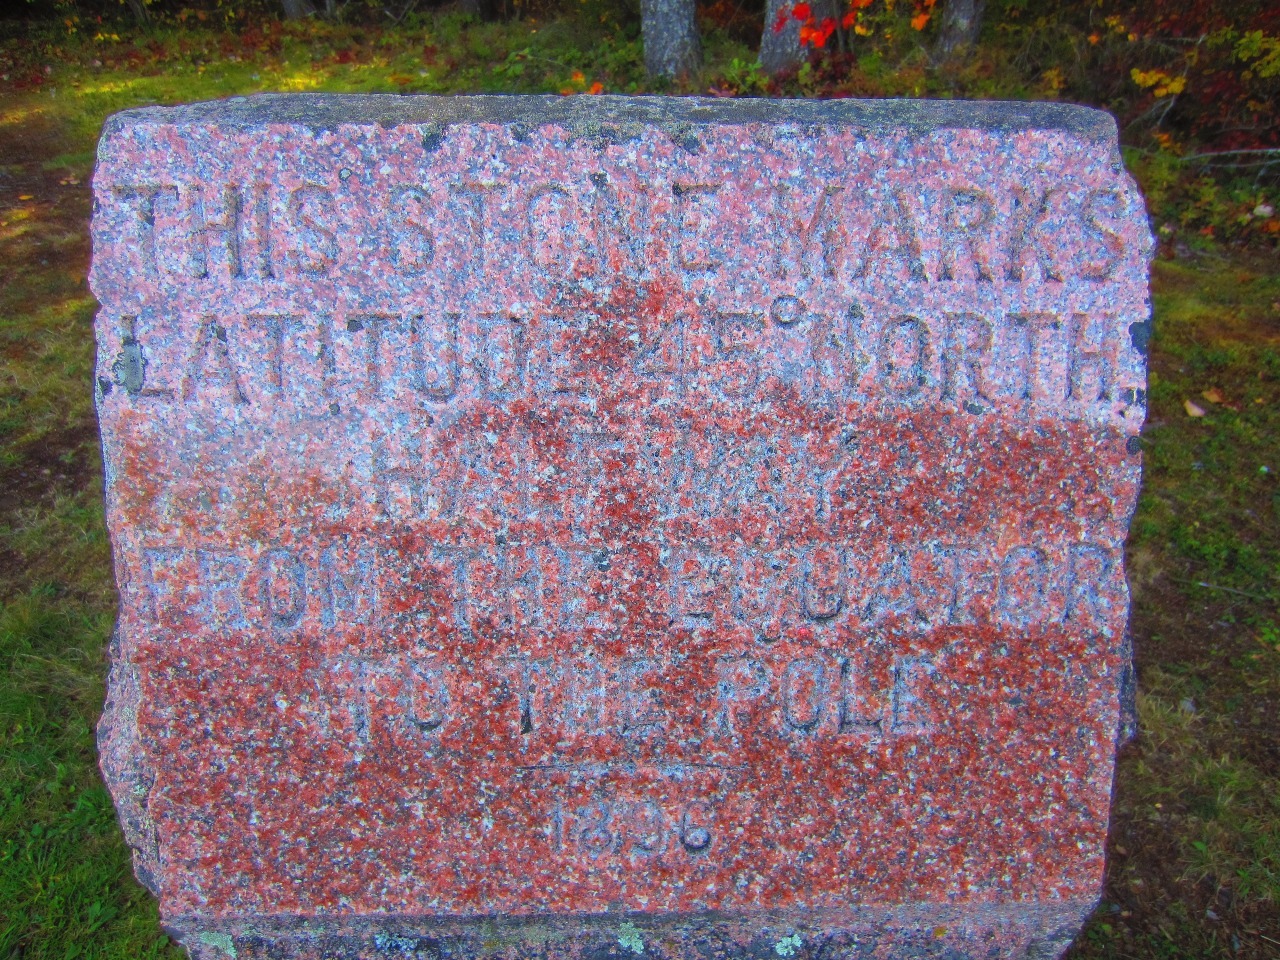 THIS STONE MARKS
LATITUDE 45° NORTH.
HALF WAY
FROM THE EQUATOR
TO THE POLE
1896